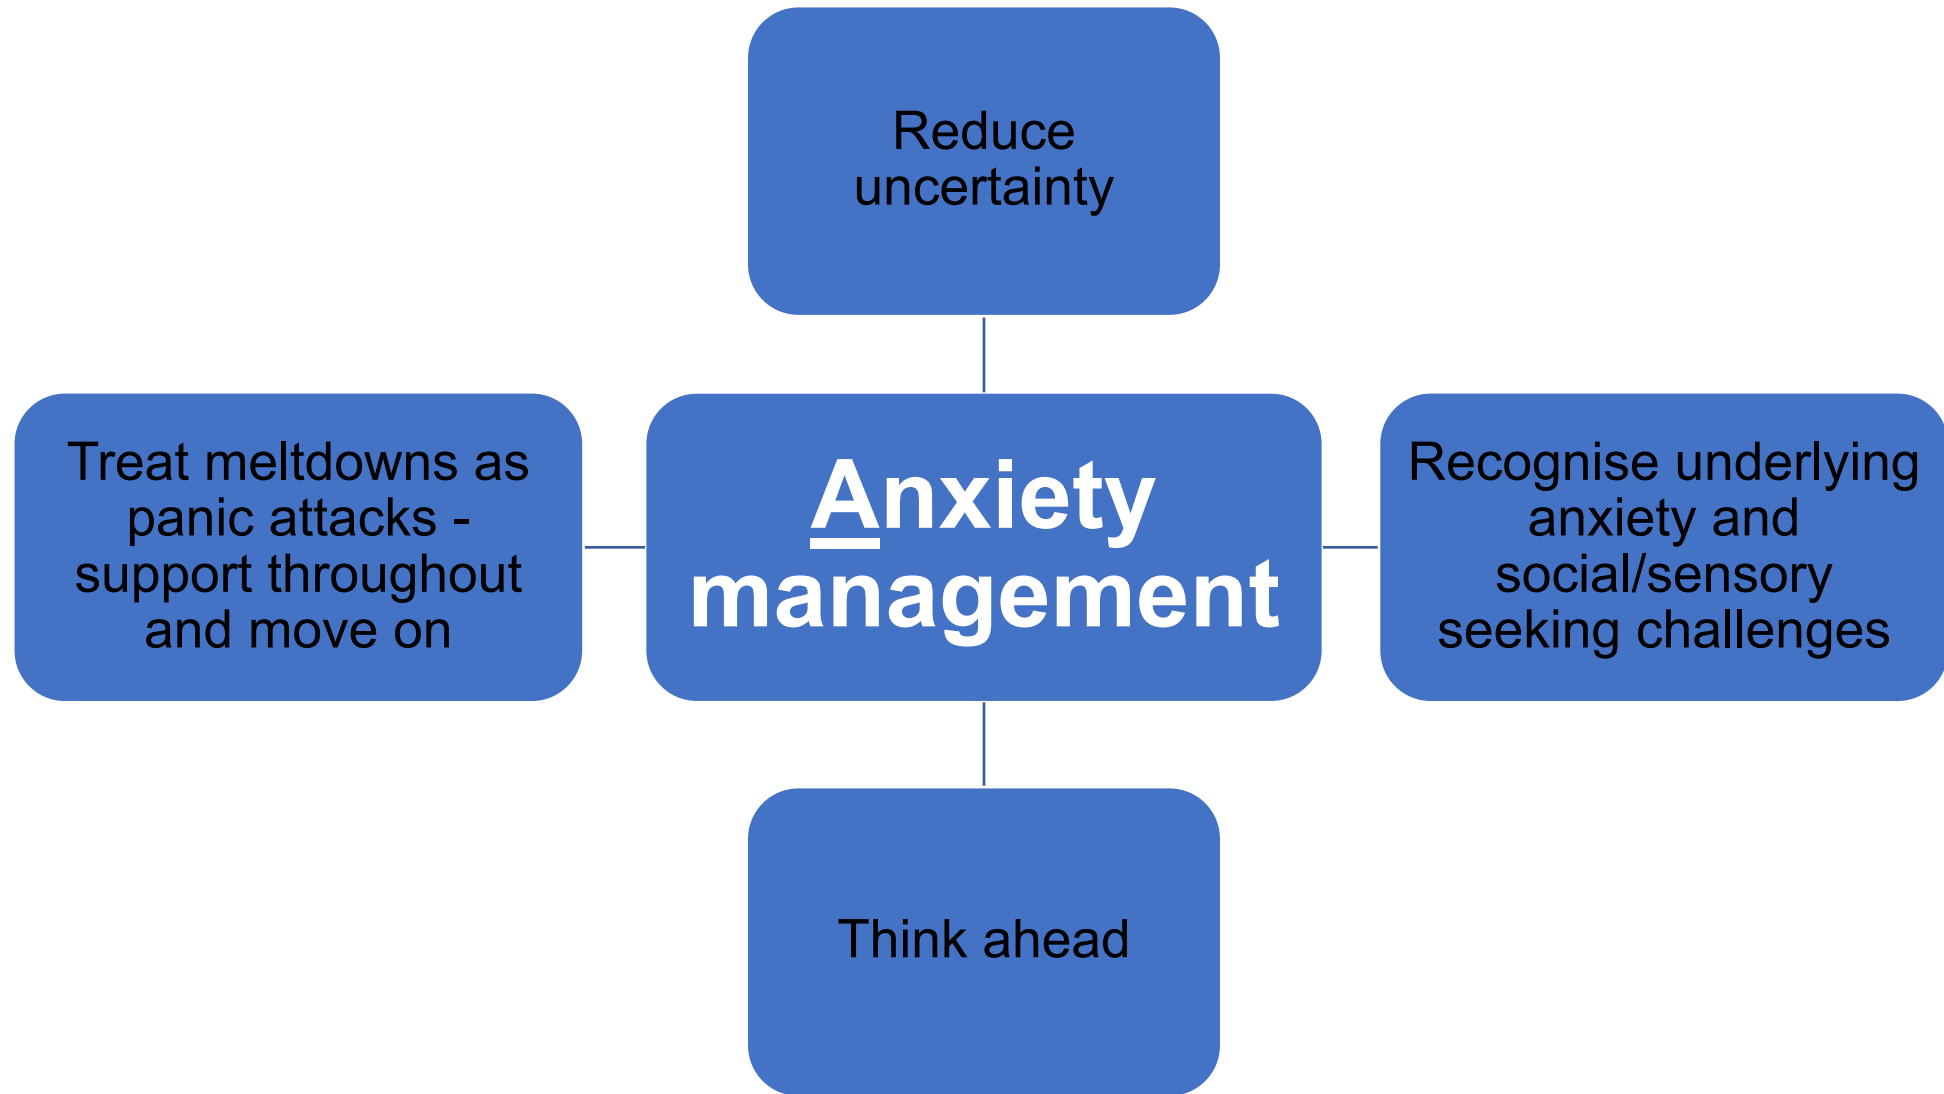 Reduce
uncertainty
Treat meltdowns as
panic attacks -
support throughout
and move on
Anxiety
management
Recognise underlying
anxiety and
social/sensory
seeking challenges
Think ahead